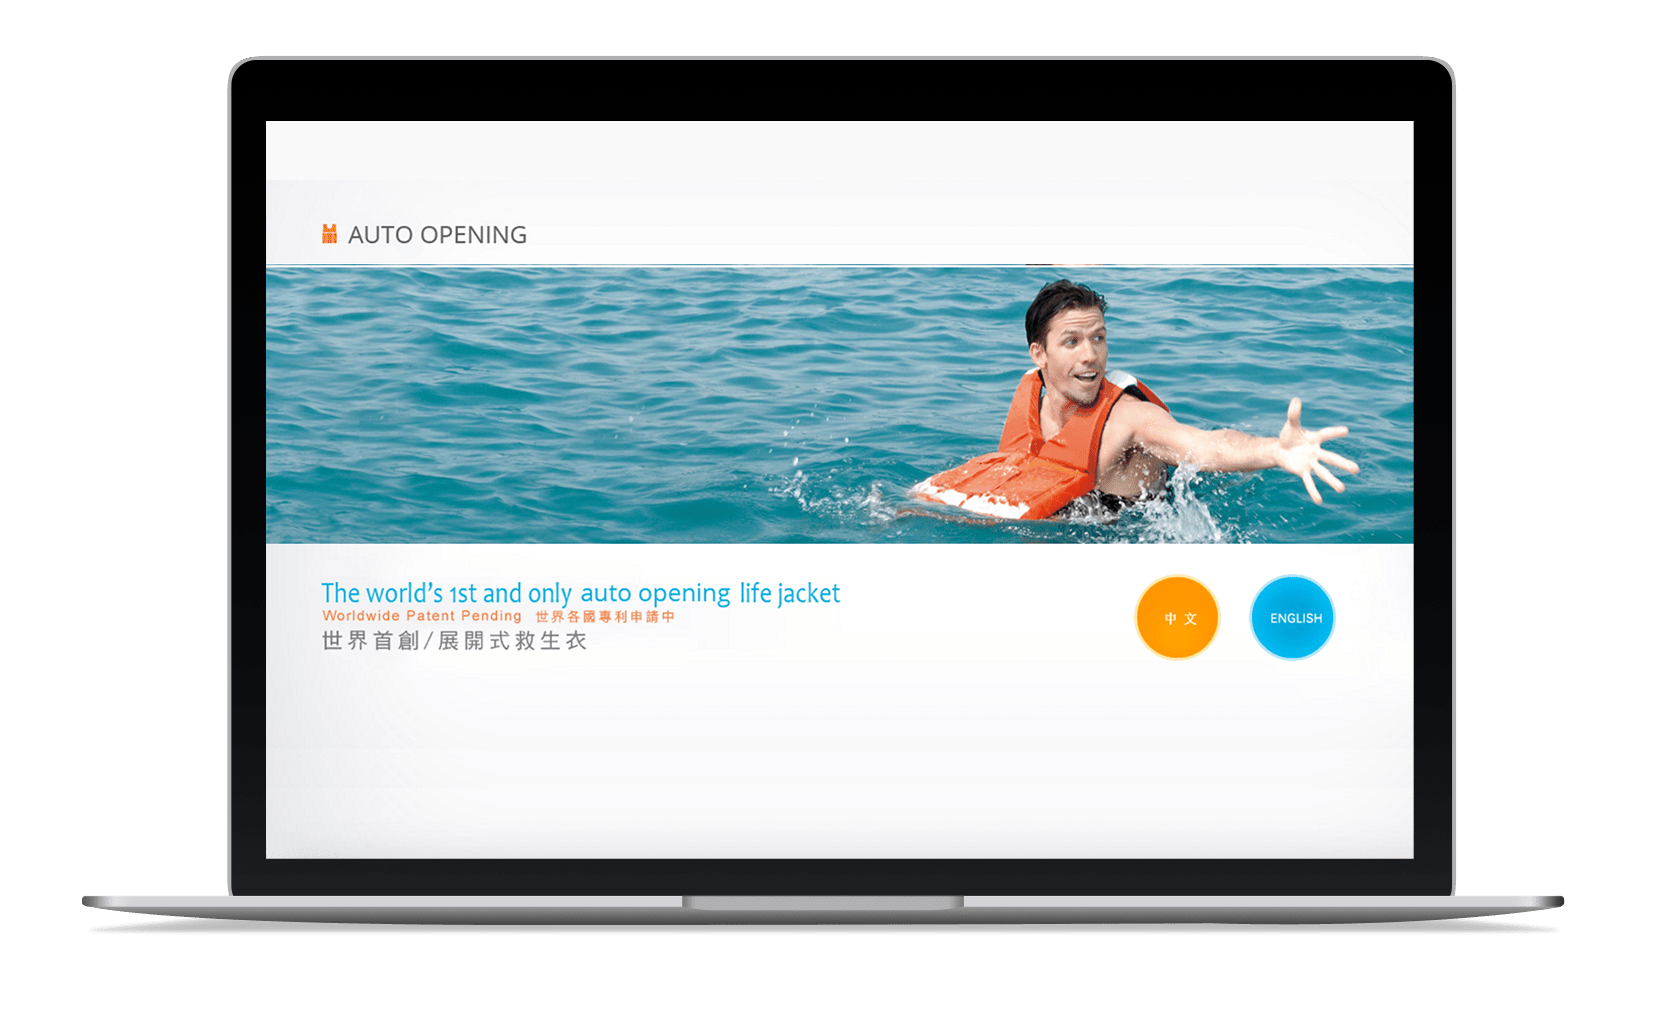 AUTO OPENING
The world's 1st and only auto opening life jacket
Worldwide Patent Pending 世界各國專利申請中
世界首創/展開式救生衣
中文
ENGLISH